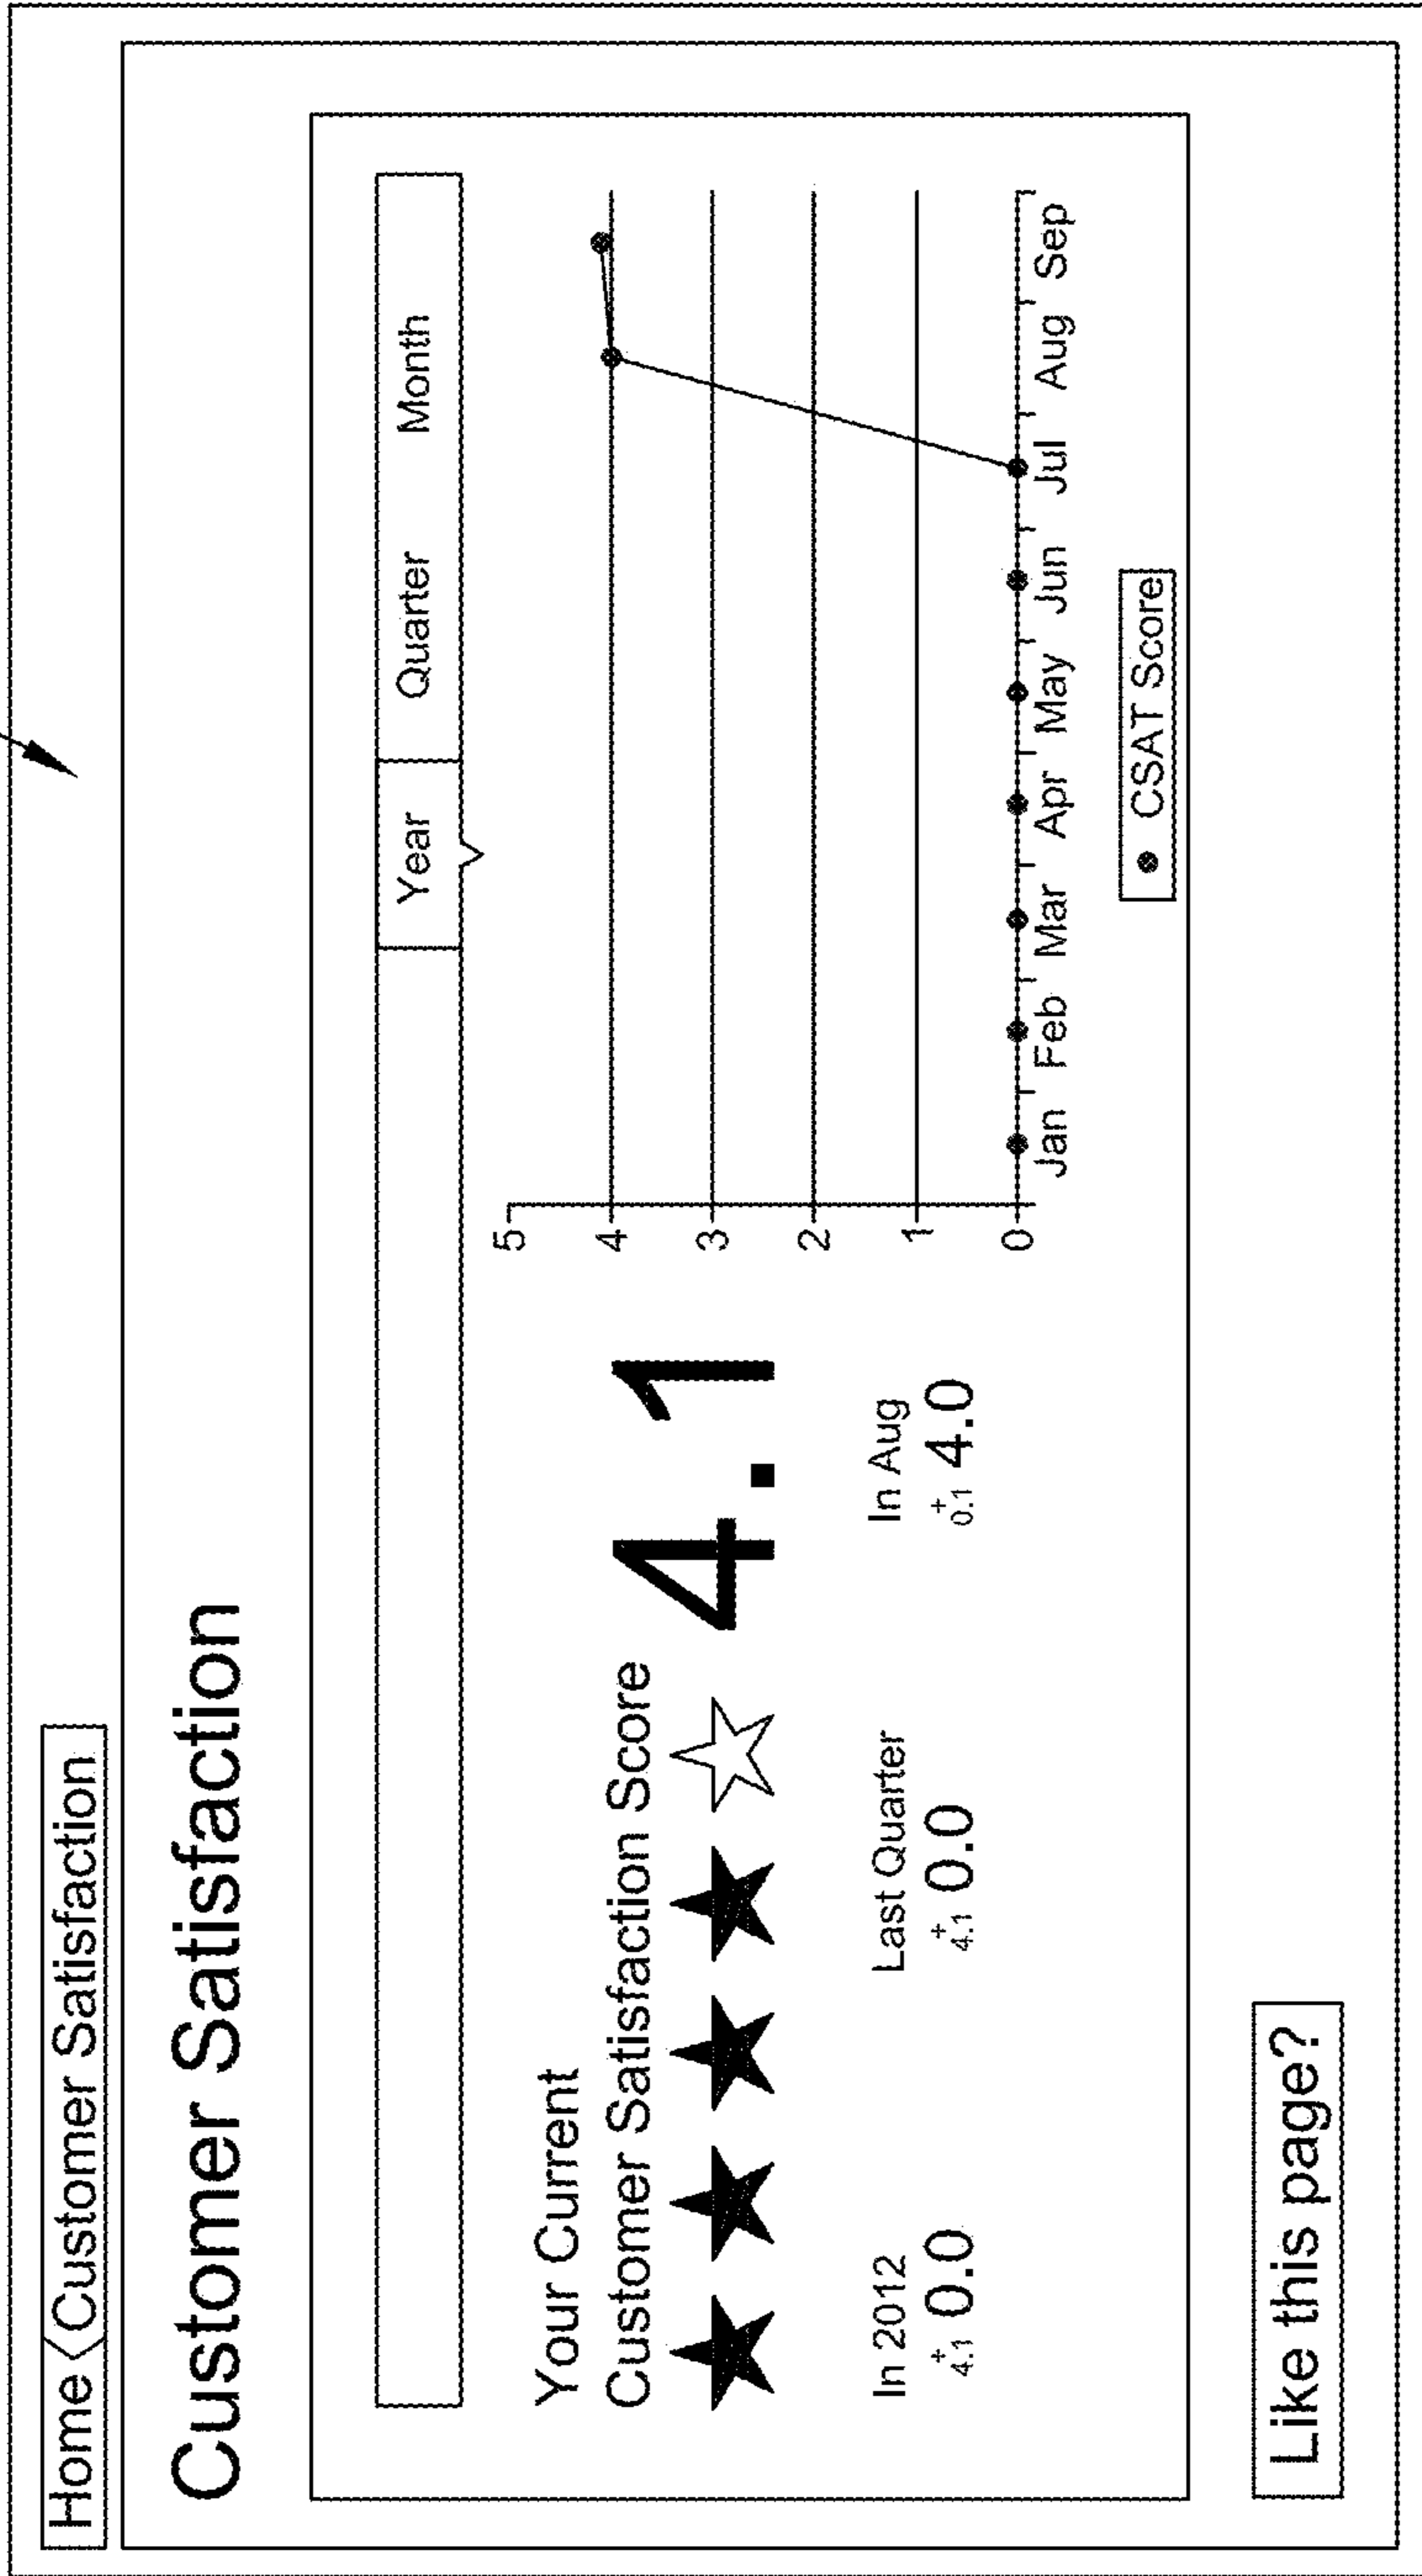 Home<Customer Satisfaction
Customer Satisfaction
Year Quarter Month
Your Current
Customer Satisfaction Score
4.1
In 2012
+4.1 0.0
Last Quarter
+4.1 0.0
In Aug
+0.1 4.0
5
4
3
2
1
0
Jan Feb Mar Apr May Jun Jul Aug Sep
CSAT Score
Like this page?